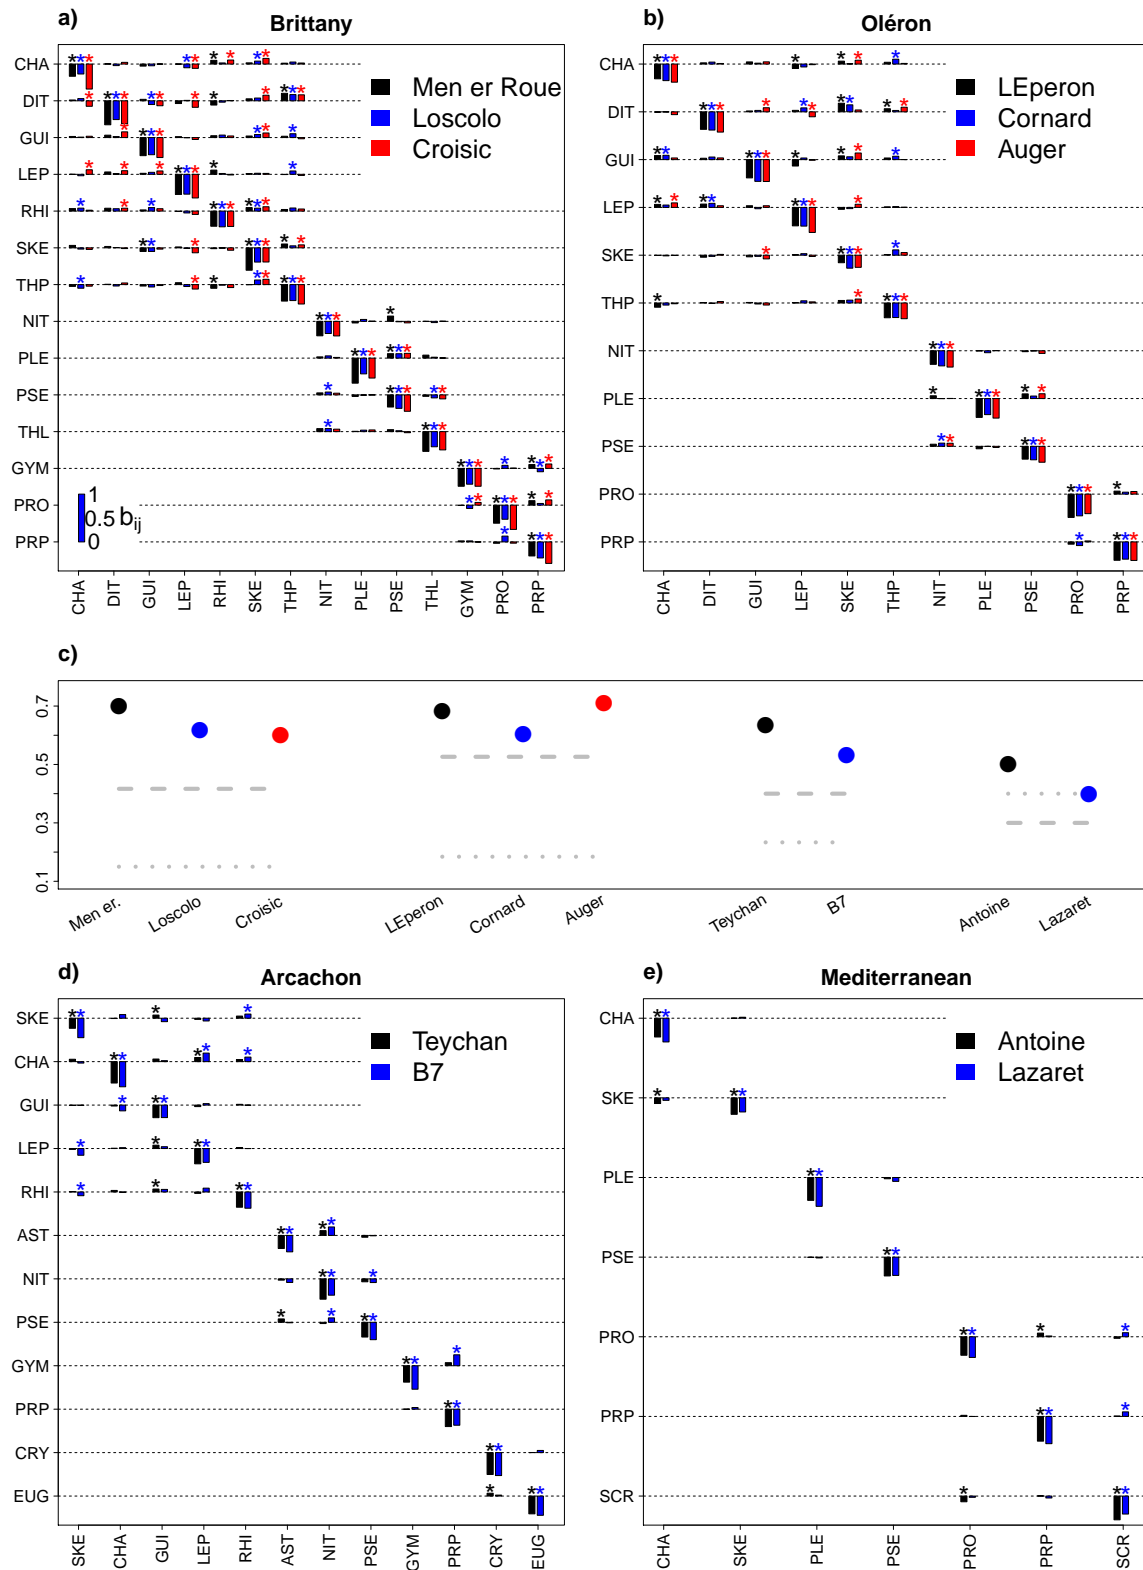 a) Brittany
CHA
DIT
GUI
LEP
RHI
SKE
THP
NIT
PLE
PSE
THL
GYM
PRO
PRP
Men er Roue
Loscolo
Croisic
1
0.5 bij
0
CHA DIT GUI LEP RHI SKE THP NIT PLE PSE THL GYM PRO PRP
b) Oléron
CHA
DIT
GUI
LEP
SKE
THP
NIT
PLE
PSE
PRO
PRP
LEperon
Cornard
Auger
CHA DIT GUI LEP SKE THP NIT PLE PSE PRO PRP
c)
0.7
0.5
0.3
0.1
Men er. Loscolo Croisic LEperon Cornard Auger Teychan B7 Antoine Lazaret
d) Arcachon
SKE
CHA
GUI
LEP
RHI
AST
NIT
PSE
GYM
PRP
CRY
EUG
Teychan
B7
SKE CHA GUI LEP RHI AST NIT PSE GYM PRP CRY EUG
e) Mediterranean
CHA
SKE
PLE
PSE
PRO
PRP
SCR
Antoine
Lazaret
CHA SKE PLE PSE PRO PRP SCR